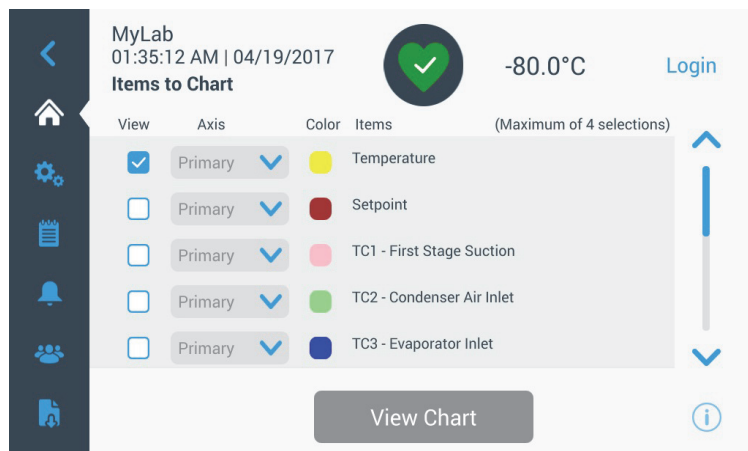 MyLab
01:35:12 AM | 04/19/2017
Items to Chart
-80.0°C
Login
View Axis Color Items (Maximum of 4 selections)
Primary Temperature
Primary Setpoint
Primary TC1 - First Stage Suction
Primary TC2 - Condenser Air Inlet
Primary TC3 - Evaporator Inlet
View Chart